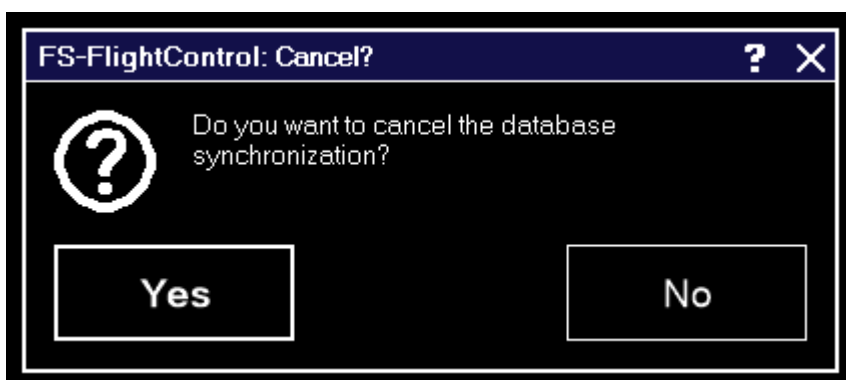 FS-FlightControl: Cancel? ?
Do you want to cancel the database
synchronization?
?
Yes No